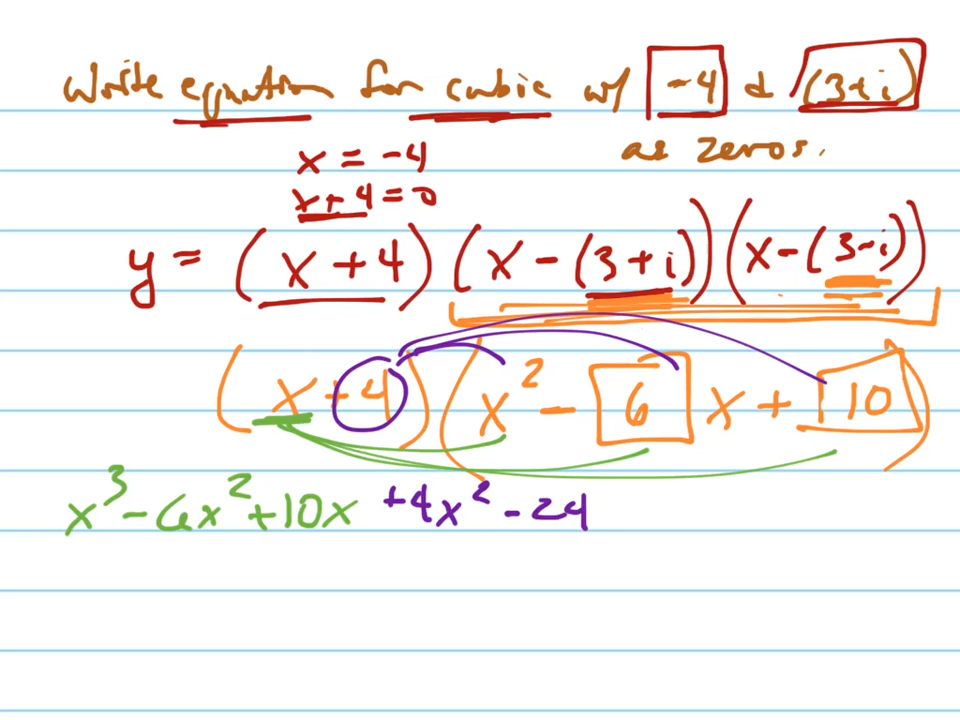 Write equation for cubic w/ -4 & (3+i)
as zeros.
x = -4
x+4=0
y = (x+4)(x-(3+i))(x-(3-i))
(x+4)(x²-6x+10)
x³-6x²+10x +4x²-24